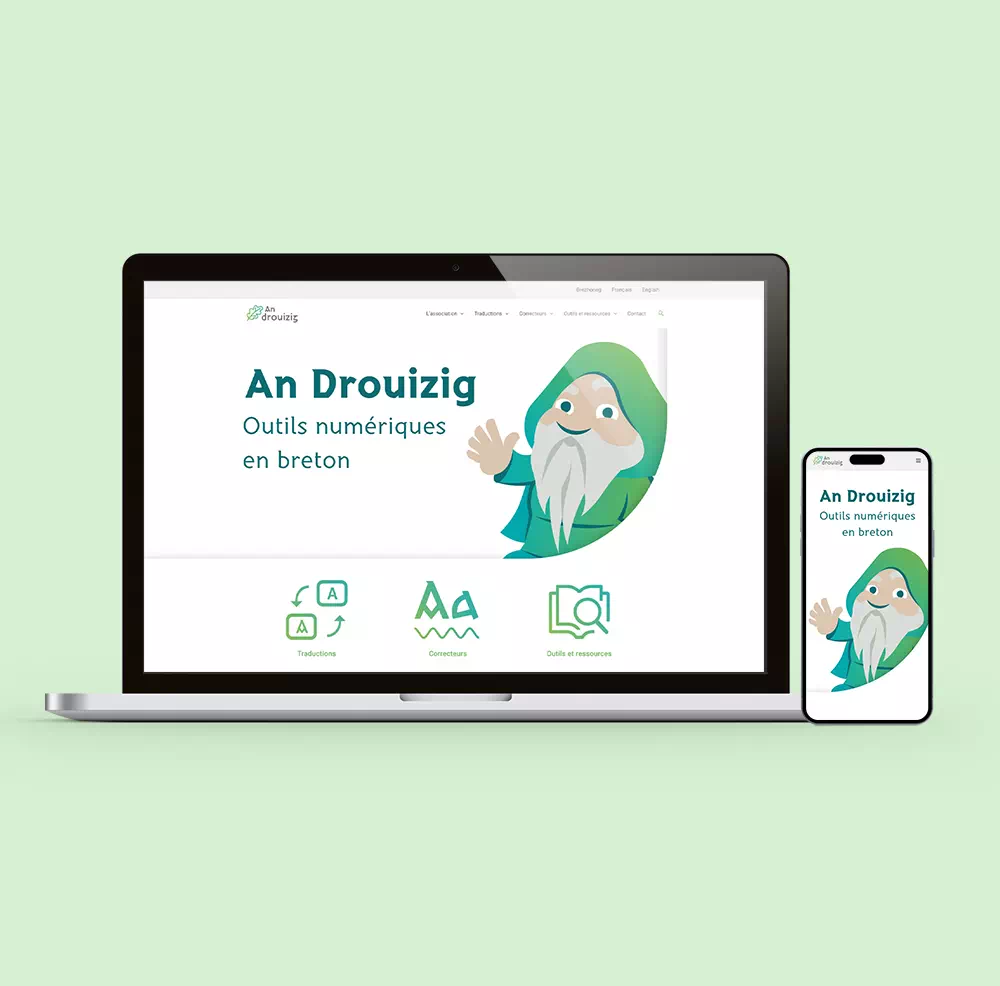 Brezhoneg Français English
An
drouizig
L'association Traductions Correcteurs Outils et ressources Contact
An Drouizig
Outils numériques
en breton
A
A
Traductions
Aa
Correcteurs
Outils et ressources
An
drouizig
An Drouizig
Outils numériques
en breton